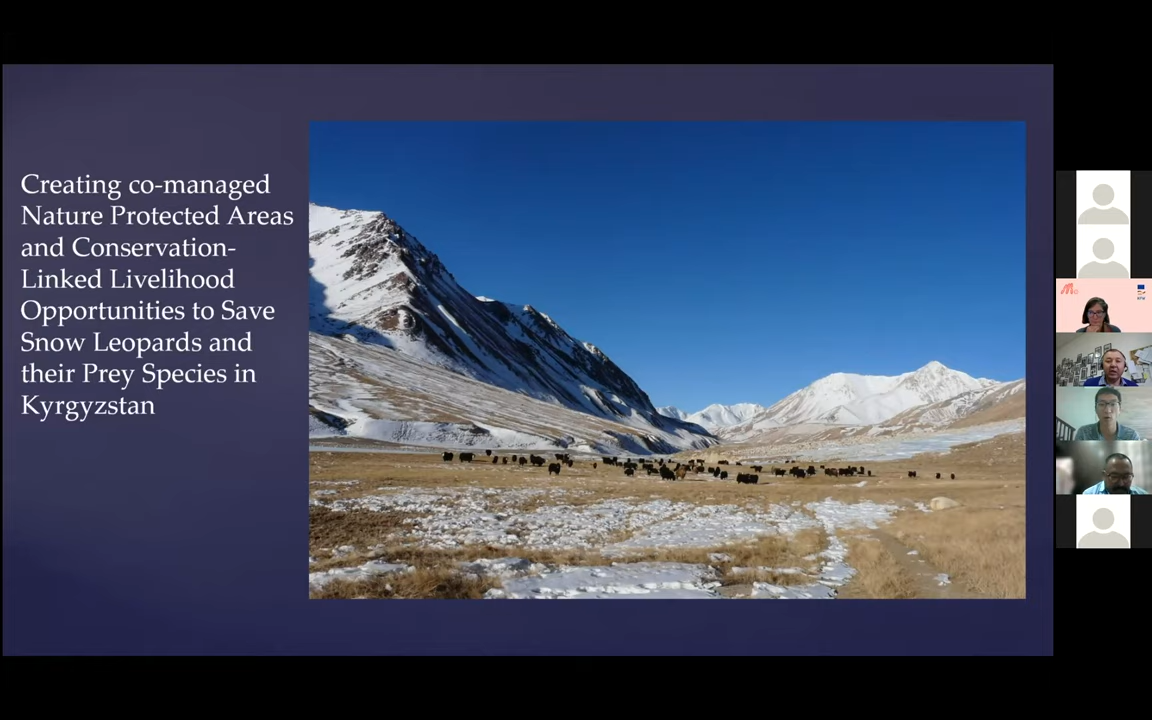 Creating co-managed
Nature Protected Areas
and Conservation-
Linked Livelihood
Opportunities to Save
Snow Leopards and
their Prey Species in
Kyrgyzstan